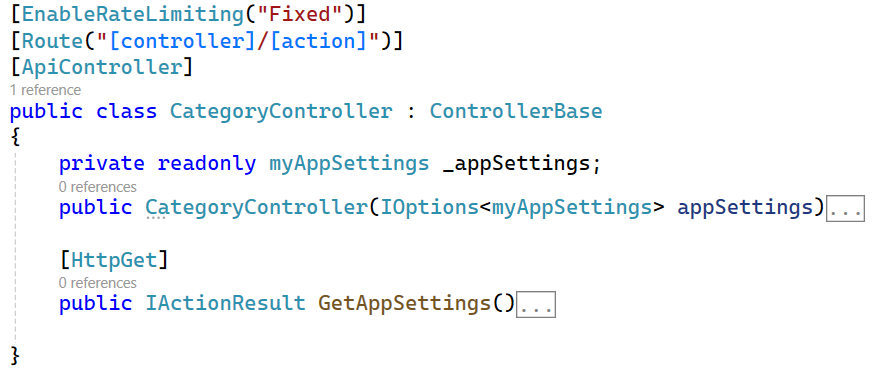 [EnableRateLimiting("Fixed")]
[Route("[controller]/[action]")]
[ApiController]
1 reference
public class CategoryController : ControllerBase
{
private readonly myAppSettings _appSettings;
0 references
public CategoryController(IOptions<myAppSettings> appSettings)...
[HttpGet]
0 references
public IActionResult GetAppSettings()...
}